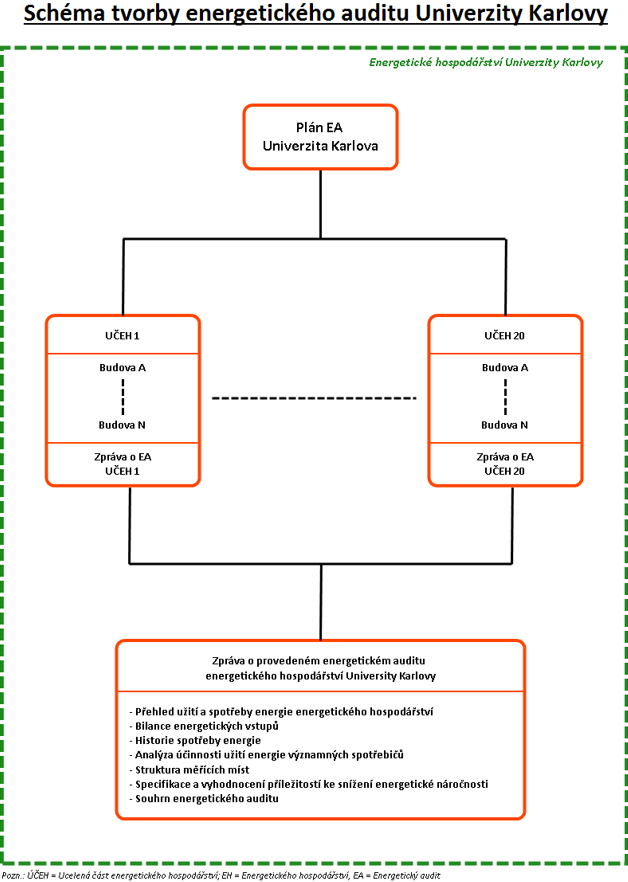 Schéma tvorby energetického auditu Univerzity Karlovy
Energetické hospodářství Univerzity Karlovy
Plán EA
Univerzita Karlova
UČEH 1
Budova A
Budova N
Zpráva o EA
UČEH 1
UČEH 20
Budova A
Budova N
Zpráva o EA
UČEH 20
Zpráva o provedeném energetickém auditu
energetického hospodářství University Karlovy
- Přehled užití a spotřeby energie energetického hospodářství
- Bilance energetických vstupů
- Historie spotřeby energie
- Analýza účinnosti užití energie významných spotřebičů
- Struktura měřících míst
- Specifikace a vyhodnocení příležitostí ke snížení energetické náročnosti
- Souhrn energetického auditu
Pozn.: ÚČEH = Ucelená část energetického hospodářství; EH = Energetického hospodářství, EA = Energetický audit